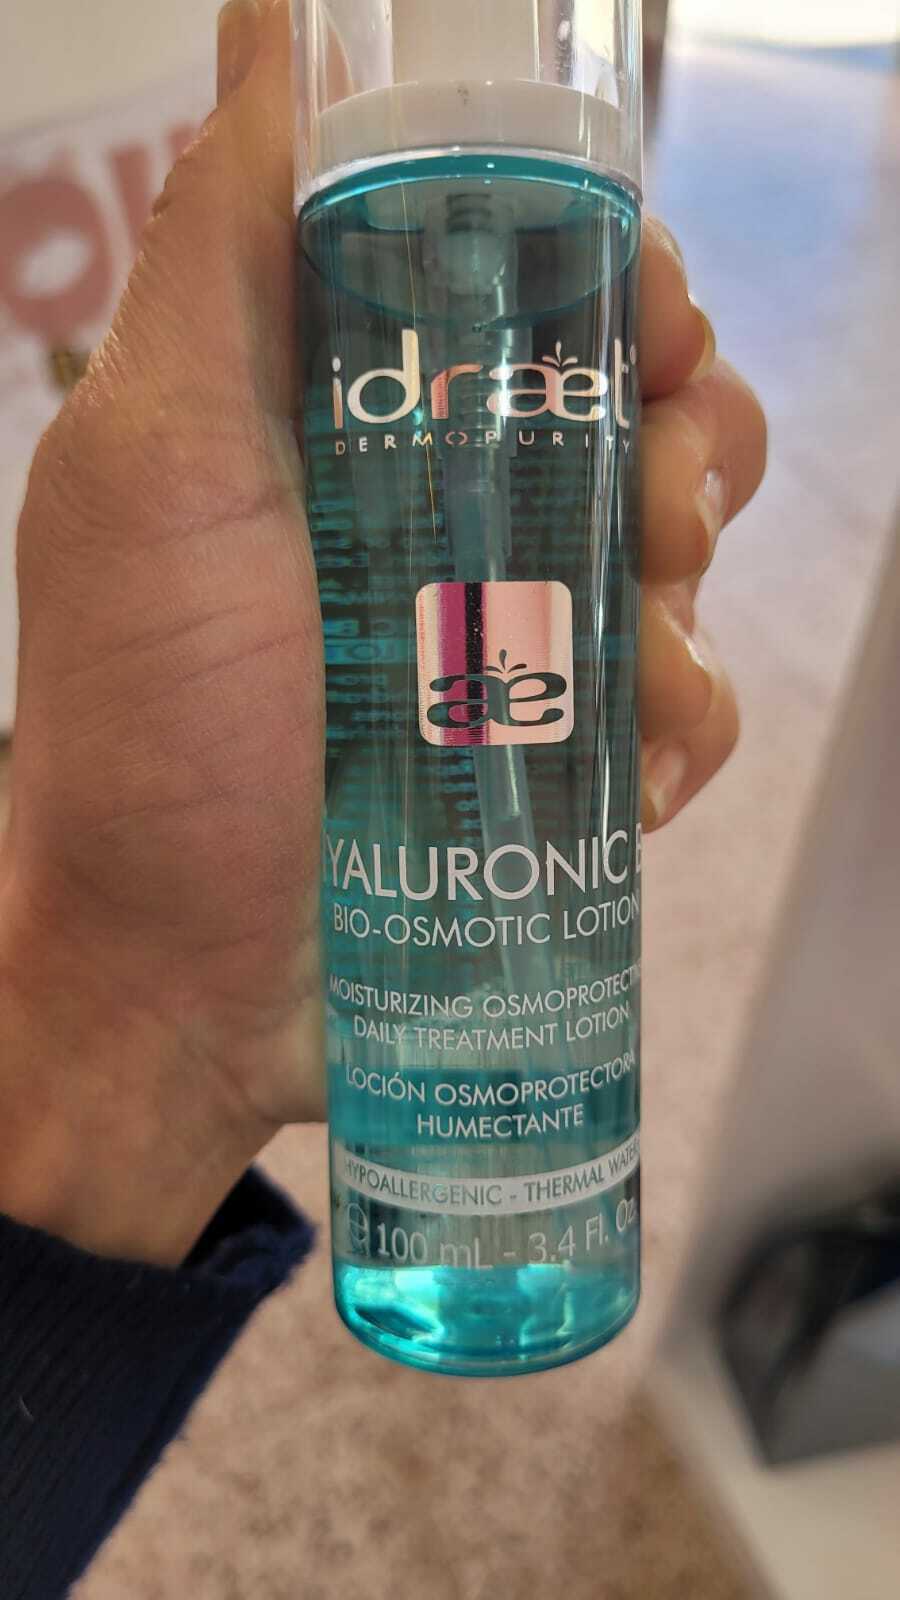 idraet
DERMOPURITY
æ
YALURONIC
BIO-OSMOTIC LOTION
MOISTURIZING OSMOPROTECTIVE
DAILY TREATMENT LOTION
LOCIÓN OSMOPROTECTORA
HUMECTANTE
HYPOALLERGENIC - THERMAL WATER
e 100 mL - 3.4 Fl. Oz.